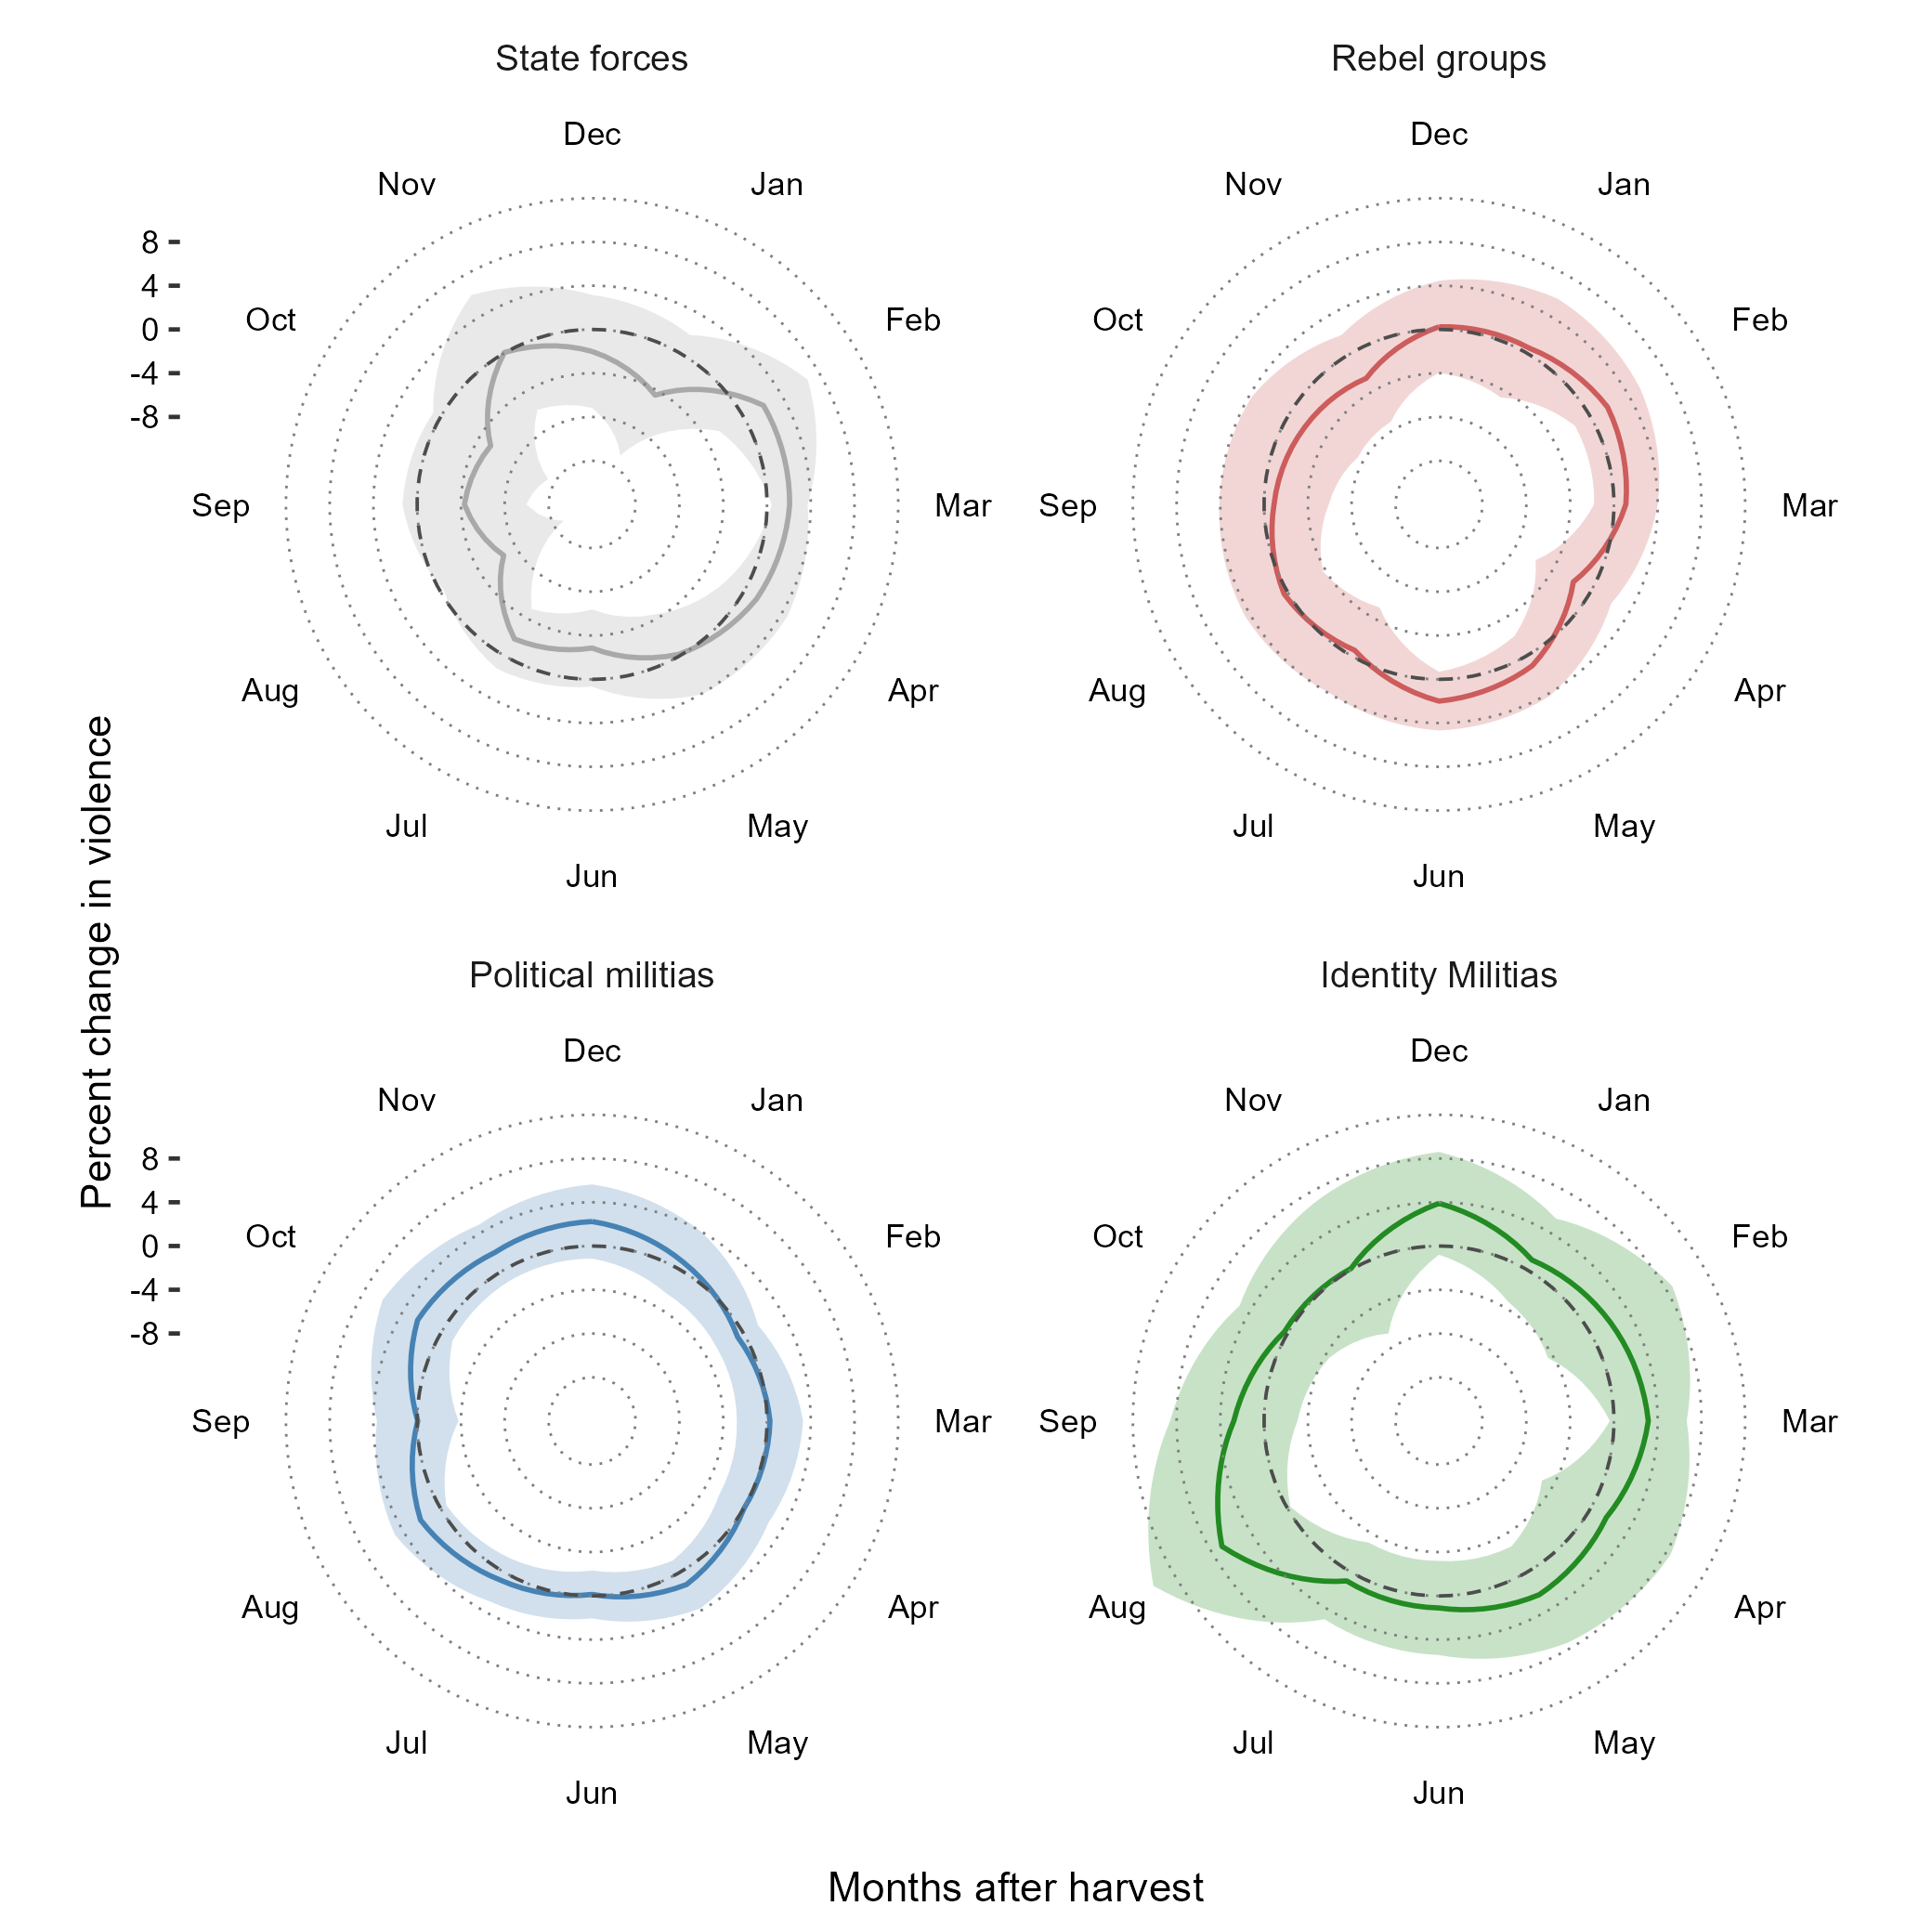 State forces
Rebel groups
Dec
Dec
Nov
Jan
Nov
Jan
8
4
Oct
Feb
Oct
Feb
0
-4
-8
Sep
Mar
Sep
Mar
Aug
Apr
Aug
Apr
Jul
May
Jul
May
Jun
Jun
Percent change in violence
Political militias
Identity Militias
Dec
Dec
Nov
Jan
Nov
Jan
8
4
Oct
Feb
Oct
Feb
0
-4
-8
Sep
Mar
Sep
Mar
Aug
Apr
Aug
Apr
Jul
May
Jul
May
Jun
Jun
Months after harvest